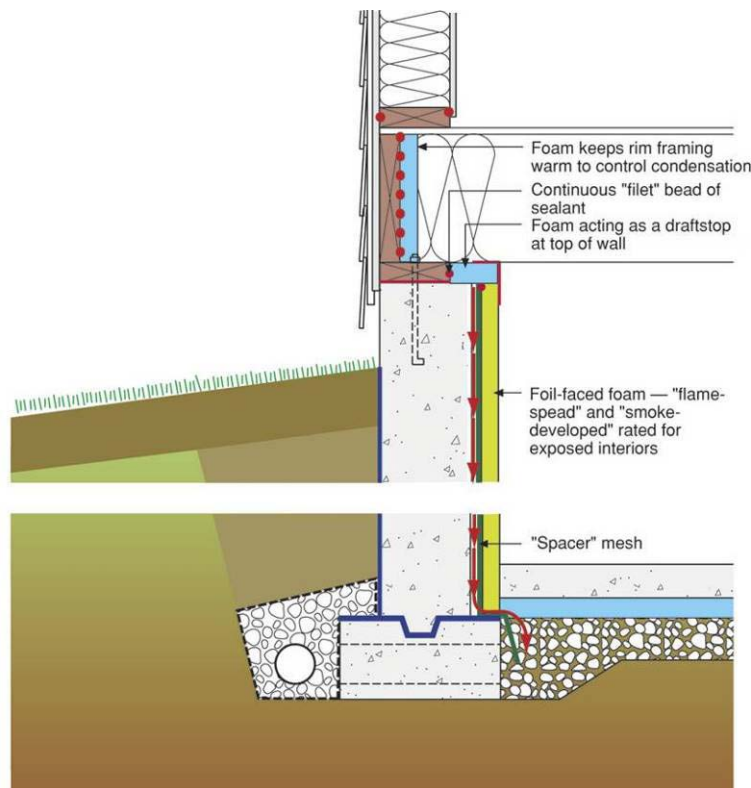 Foam keeps rim framing
warm to control condensation
Continuous "filet" bead of
sealant
Foam acting as a draftstop
at top of wall
Foil-faced foam — "flame-
spead" and "smoke-
developed" rated for
exposed interiors
"Spacer" mesh